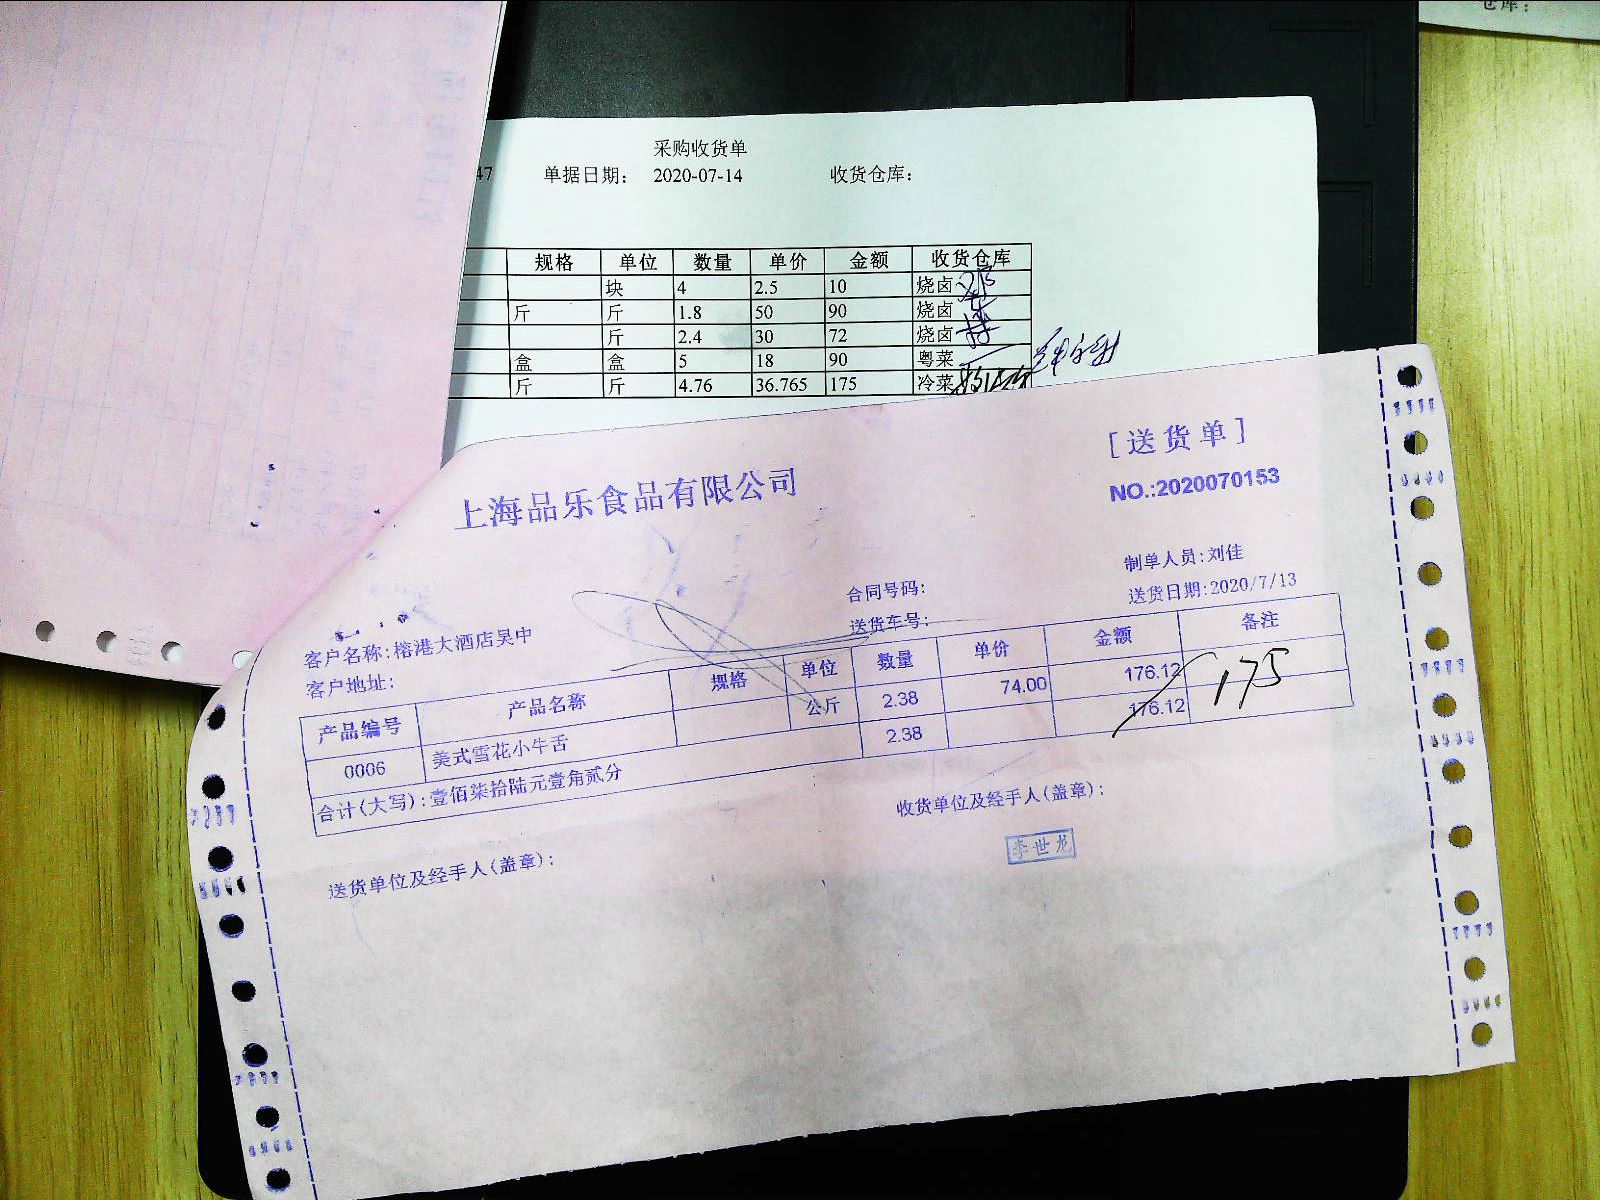 仓库：
采购收货单
47 单据日期： 2020-07-14 收货仓库：
规格 单位 数量 单价 金额 收货仓库
块 4 2.5 10 烧卤
斤 斤 1.8 50 90 烧卤
斤 2.4 30 72 烧卤
盒 盒 5 18 90 粤菜
斤 斤 4.76 36.765 175 冷菜
[送货单]
上海品乐食品有限公司
NO.:2020070153
制单人员:刘佳
合同号码:
送货日期:2020/7/13
送货车号:
客户名称:榕港大酒店吴中
客户地址:
产品编号 产品名称 规格 单位 数量 单价 金额 备注
0006 美式雪花小牛舌 公斤 2.38 74.00 176.12 175
合计(大写):壹佰柒拾陆元壹角贰分 2.38 176.12
收货单位及经手人(盖章):
李世龙
送货单位及经手人(盖章):